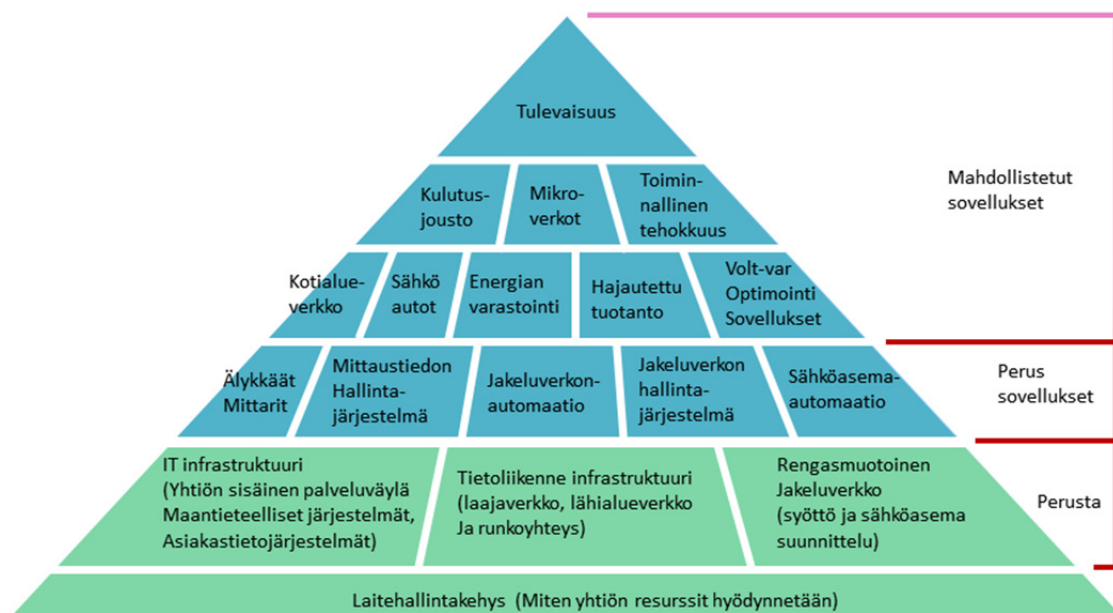 Tulevaisuus
Kulutus-
jousto
Mikro-
verkot
Toimin-
nallinen
tehokkuus
Mahdollistetut
sovellukset
Kotialue-
verkko
Sähkö
autot
Energian
varastointi
Hajautettu
tuotanto
Volt-var
Optimointi
Sovellukset
Älykkäät
Mittarit
Mittaustiedon
Hallinta-
järjestelmä
Jakeluverkon-
automaatio
Jakeluverkon
hallinta-
järjestelmä
Sähköasema-
automaatio
Perus
sovellukset
IT infrastruktuuri
(Yhtiön sisäinen palveluväylä
Maantieteelliset järjestelmät,
Asiakastietojärjestelmät)
Tietoliikenne infrastruktuuri
(laajaverkko, lähialueverkko
Ja runkoyhteys)
Rengasmuotoinen
Jakeluverkko
(syöttö ja sähköasema
suunnittelu)
Perusta
Laitehallintakehys (Miten yhtiön resurssit hyödynnetään)